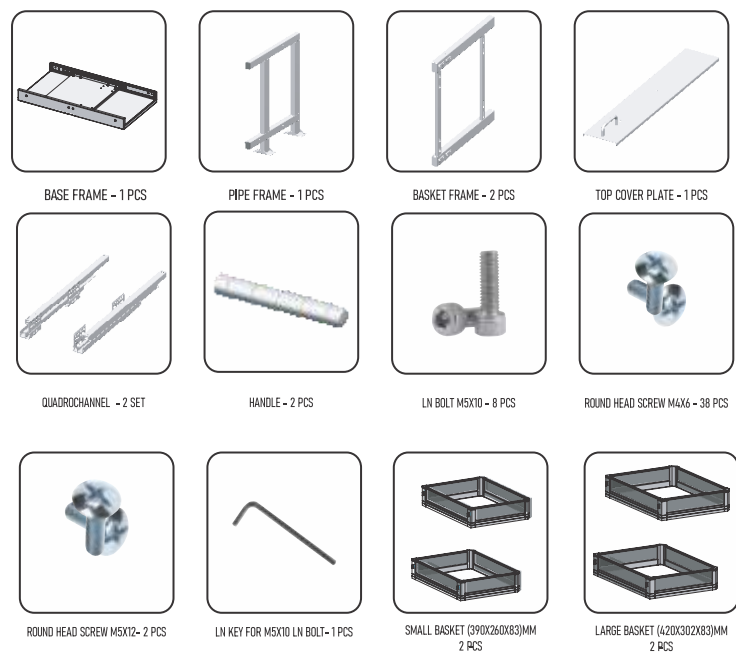 BASE FRAME - 1 PCS
PIPE FRAME - 1 PCS
BASKET FRAME - 2 PCS
TOP COVER PLATE - 1 PCS
QUADROCHANNEL - 2 SET
HANDLE - 2 PCS
LN BOLT M5X10 - 8 PCS
ROUND HEAD SCREW M4X6 - 38 PCS
ROUND HEAD SCREW M5X12- 2 PCS
LN KEY FOR M5X10 LN BOLT- 1 PCS
SMALL BASKET (390X260X83)MM
2 PCS
LARGE BASKET (420X302X83)MM
2 PCS